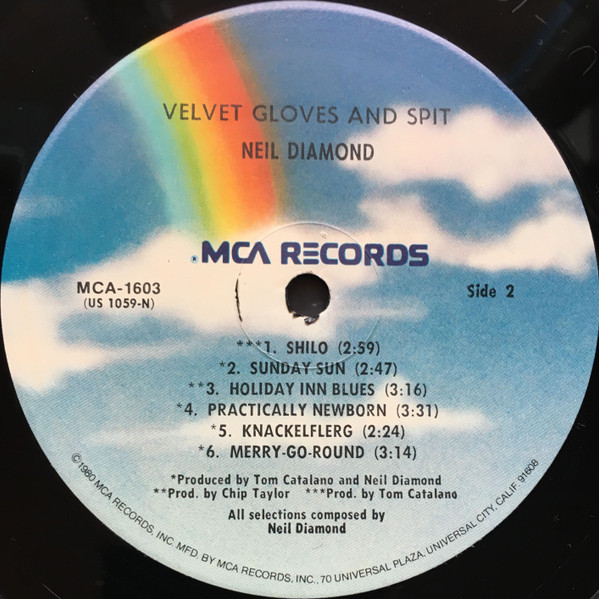 VELVET GLOVES AND SPIT
NEIL DIAMOND
MCA RECORDS
MCA-1603
(US 1059-N)
Side 2
***1. SHILO (2:59)
*2. SUNDAY SUN (2:47)
**3. HOLIDAY INN BLUES (3:16)
*4. PRACTICALLY NEWBORN (3:31)
*5. KNACKELFLERG (2:24)
*6. MERRY-GO-ROUND (3:14)
*Produced by Tom Catalano and Neil Diamond
**Prod. by Chip Taylor ***Prod. by Tom Catalano
All selections composed by
Neil Diamond
©1980 MCA RECORDS, INC. MFD. BY MCA RECORDS, INC., 70 UNIVERSAL PLAZA, UNIVERSAL CITY, CALIF. 91608